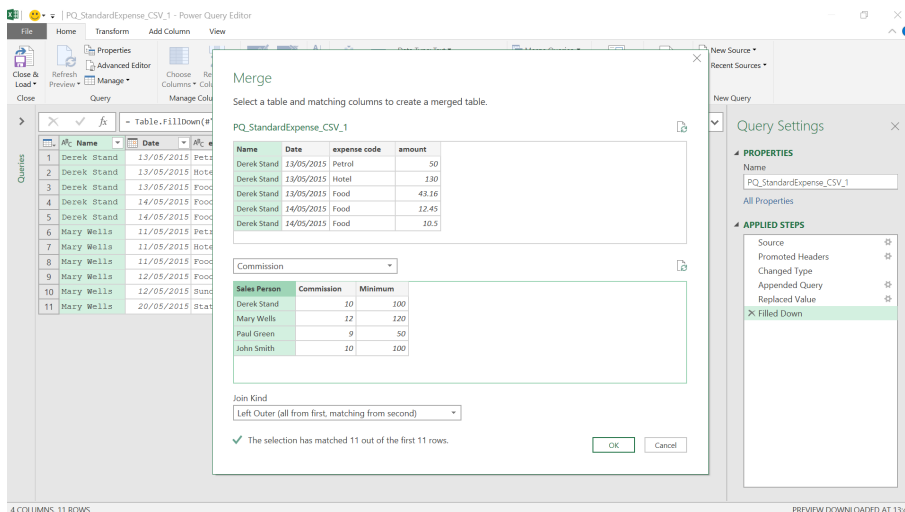 PQ_StandardExpense_CSV_1 - Power Query Editor
File Home Transform Add Column View
Close & Load
Refresh Preview
Properties
Advanced Editor
Manage
Choose Columns
New Source
Recent Sources
Close Query Manage New Query
= Table.FillDown(#"
Queries
Name Date
1 Derek Stand 13/05/2015
2 Derek Stand 13/05/2015
3 Derek Stand 13/05/2015
4 Derek Stand 14/05/2015
5 Derek Stand 14/05/2015
6 Mary Wells 11/05/2015
7 Mary Wells 11/05/2015
8 Mary Wells 11/05/2015
9 Mary Wells 12/05/2015
10 Mary Wells 12/05/2015
11 Mary Wells 20/05/2015
Merge
Select a table and matching columns to create a merged table.
PQ_StandardExpense_CSV_1
Name Date expense code amount
Derek Stand 13/05/2015 Petrol 50
Derek Stand 13/05/2015 Hotel 130
Derek Stand 13/05/2015 Food 43.16
Derek Stand 14/05/2015 Food 12.45
Derek Stand 14/05/2015 Food 10.5
Commission
Sales Person Commission Minimum
Derek Stand 10 100
Mary Wells 12 120
Paul Green 9 50
John Smith 10 100
Join Kind
Left Outer (all from first, matching from second)
The selection has matched 11 out of the first 11 rows.
OK Cancel
Query Settings
PROPERTIES
Name
PQ_StandardExpense_CSV_1
All Properties
APPLIED STEPS
Source
Promoted Headers
Changed Type
Appended Query
Replaced Value
Filled Down
4 COLUMNS, 11 ROWS
PREVIEW DOWNLOADED AT